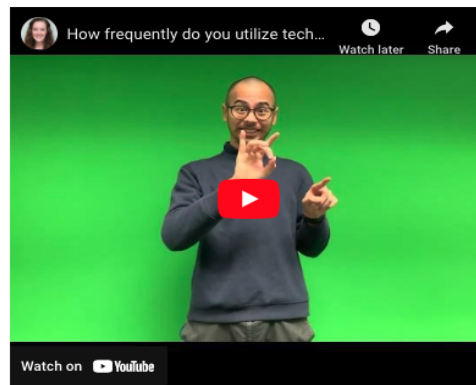 How frequently do you utilize tech...
Watch later
Share
Watch on YouTube